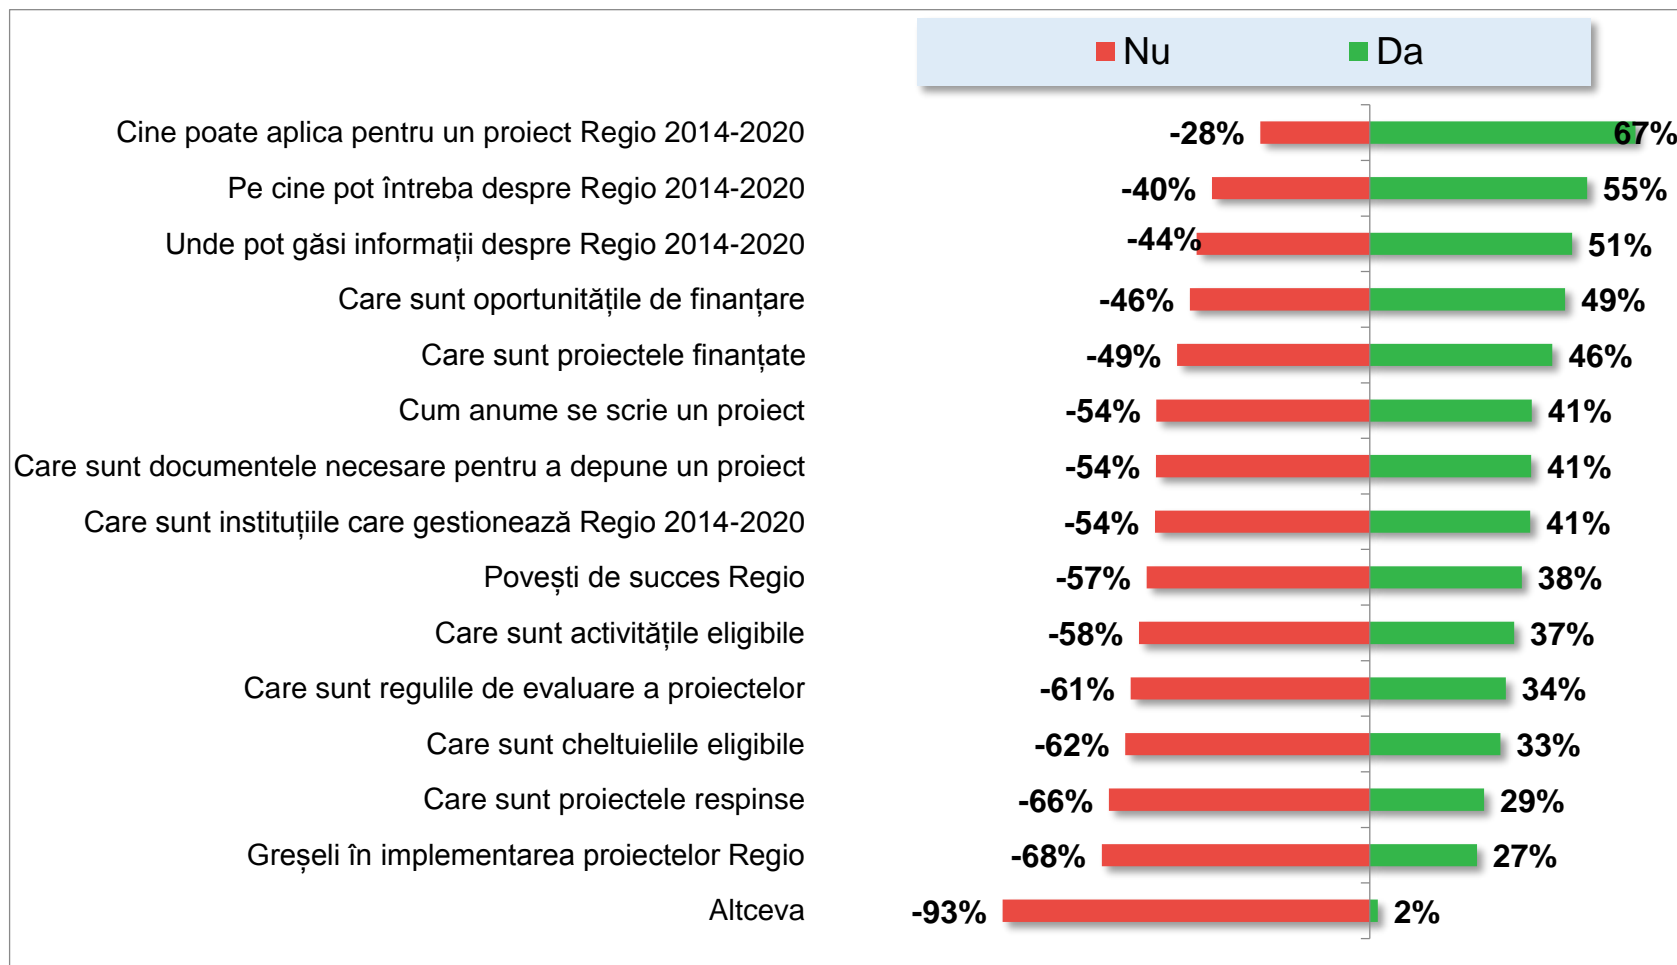 Nu Da
Cine poate aplica pentru un proiect Regio 2014-2020 -28% 67%
Pe cine pot întreba despre Regio 2014-2020 -40% 55%
Unde pot găsi informații despre Regio 2014-2020 -44% 51%
Care sunt oportunitățile de finanțare -46% 49%
Care sunt proiectele finanțate -49% 46%
Cum anume se scrie un proiect -54% 41%
Care sunt documentele necesare pentru a depune un proiect -54% 41%
Care sunt instituțiile care gestionează Regio 2014-2020 -54% 41%
Povești de succes Regio -57% 38%
Care sunt activitățile eligibile -58% 37%
Care sunt regulile de evaluare a proiectelor -61% 34%
Care sunt cheltuielile eligibile -62% 33%
Care sunt proiectele respinse -66% 29%
Greșeli în implementarea proiectelor Regio -68% 27%
Altceva -93% 2%